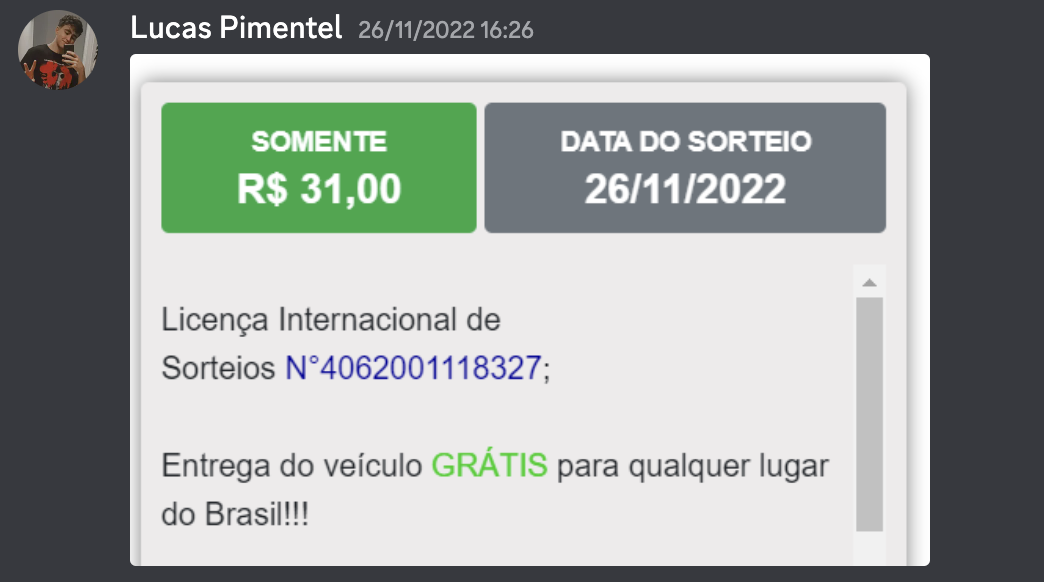 Lucas Pimentel 26/11/2022 16:26
SOMENTE
R$ 31,00
DATA DO SORTEIO
26/11/2022
Licença Internacional de
Sorteios N°4062001118327;
Entrega do veículo GRÁTIS para qualquer lugar
do Brasil!!!